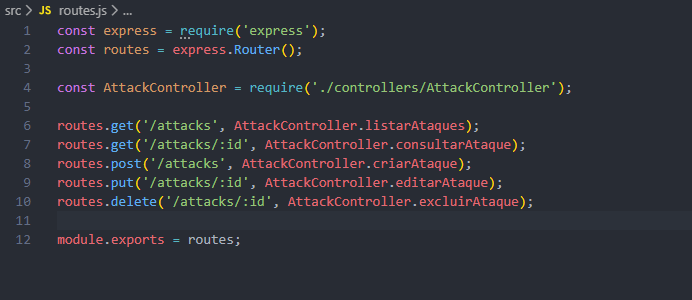 src > JS routes.js > ...
1 const express = require('express');
2 const routes = express.Router();
3
4 const AttackController = require('./controllers/AttackController');
5
6 routes.get('/attacks', AttackController.listarAtaques);
7 routes.get('/attacks/:id', AttackController.consultarAtaque);
8 routes.post('/attacks', AttackController.criarAtaque);
9 routes.put('/attacks/:id', AttackController.editarAtaque);
10 routes.delete('/attacks/:id', AttackController.excluirAtaque);
11
12 module.exports = routes;